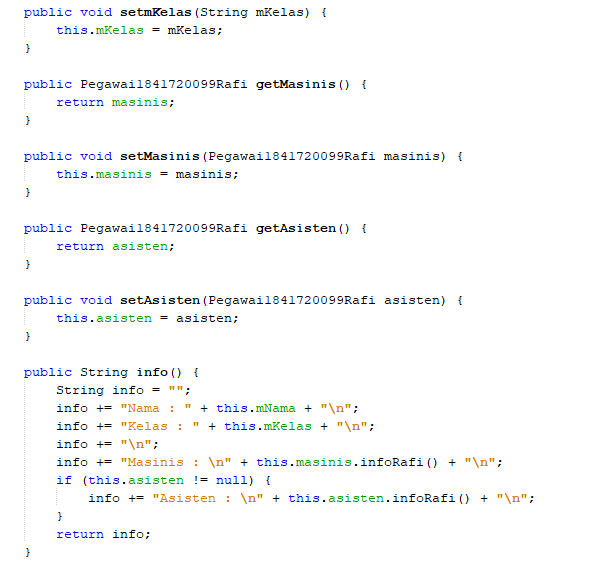 public void setmKelas(String mKelas) {
    this.mKelas = mKelas;
}

public Pegawai1841720099Rafi getMasinis() {
    return masinis;
}

public void setMasinis(Pegawai1841720099Rafi masinis) {
    this.masinis = masinis;
}

public Pegawai1841720099Rafi getAsisten() {
    return asisten;
}

public void setAsisten(Pegawai1841720099Rafi asisten) {
    this.asisten = asisten;
}

public String info() {
    String info = "";
    info += "Nama : " + this.mNama + "\n";
    info += "Kelas : " + this.mKelas + "\n";
    info += "\n";
    info += "Masinis : \n" + this.masinis.infoRafi() + "\n";
    if (this.asisten != null) {
        info += "Asisten : \n" + this.asisten.infoRafi() + "\n";
    }
    return info;
}